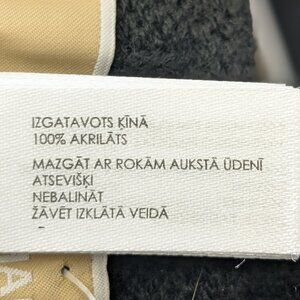 IZGATAVOTS ĶĪNĀ
100% AKRILĀTS
MAZGĀT AR ROKĀM AUKSTĀ ŪDENĪ
ATSEVIŠĶI
NEBALINĀT
ŽĀVĒT IZKLĀTĀ VEIDĀ
-